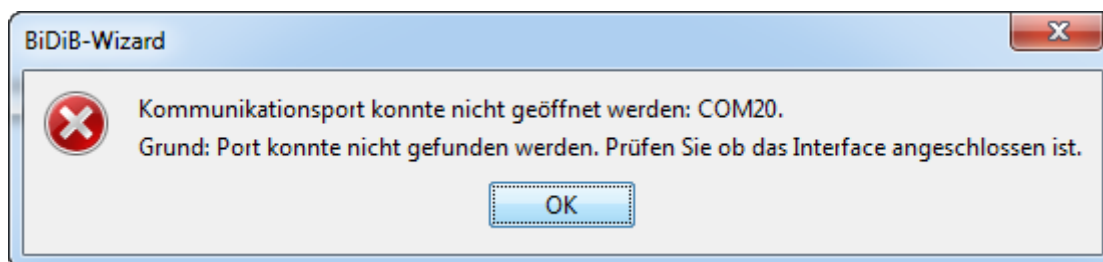 BiDiB-Wizard
Kommunikationsport konnte nicht geöffnet werden: COM20.
Grund: Port konnte nicht gefunden werden. Prüfen Sie ob das Interface angeschlossen ist.
OK